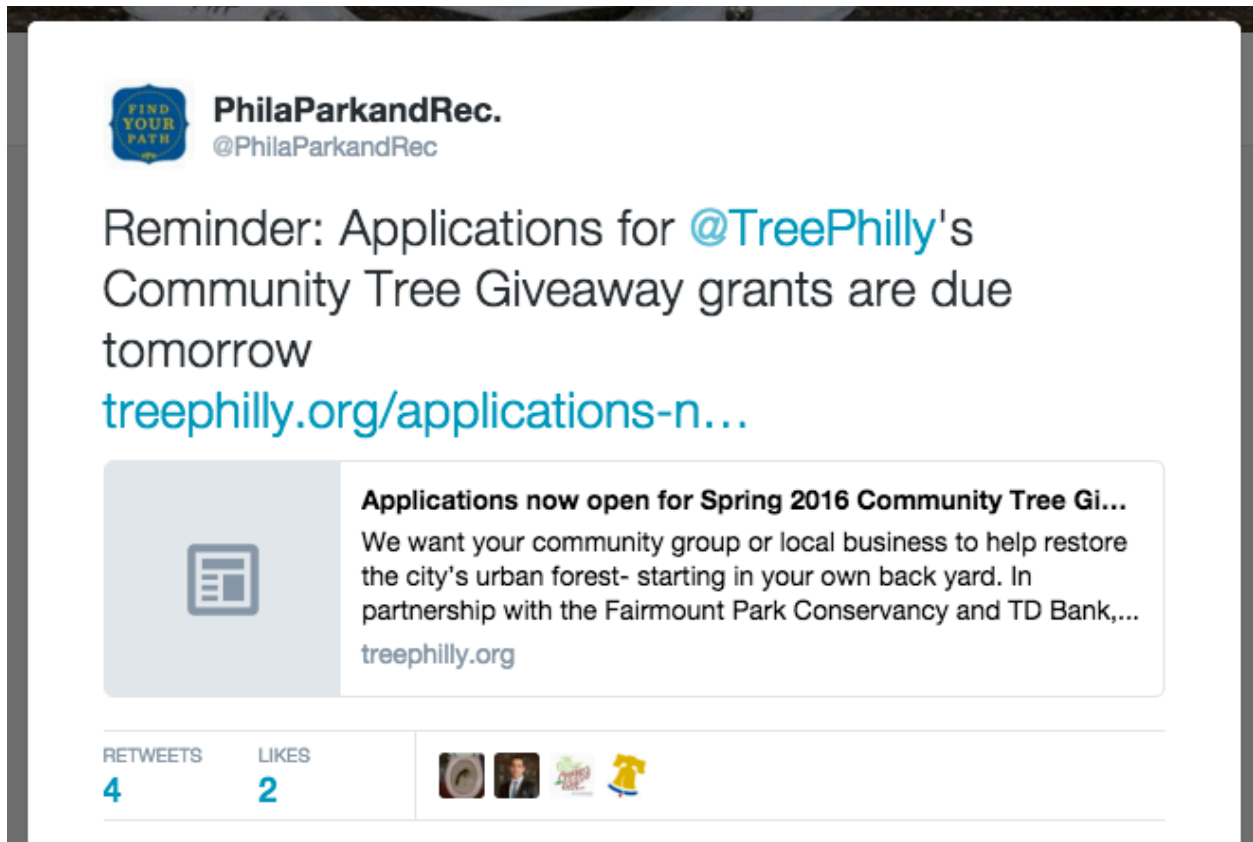 FIND
YOUR
PATH
PhilaParkandRec.
@PhilaParkandRec
Reminder: Applications for @TreePhilly's
Community Tree Giveaway grants are due
tomorrow
treephilly.org/applications-n…
Applications now open for Spring 2016 Community Tree Gi...
We want your community group or local business to help restore
the city's urban forest- starting in your own back yard. In
partnership with the Fairmount Park Conservancy and TD Bank,...
treephilly.org
RETWEETS
LIKES
4
2